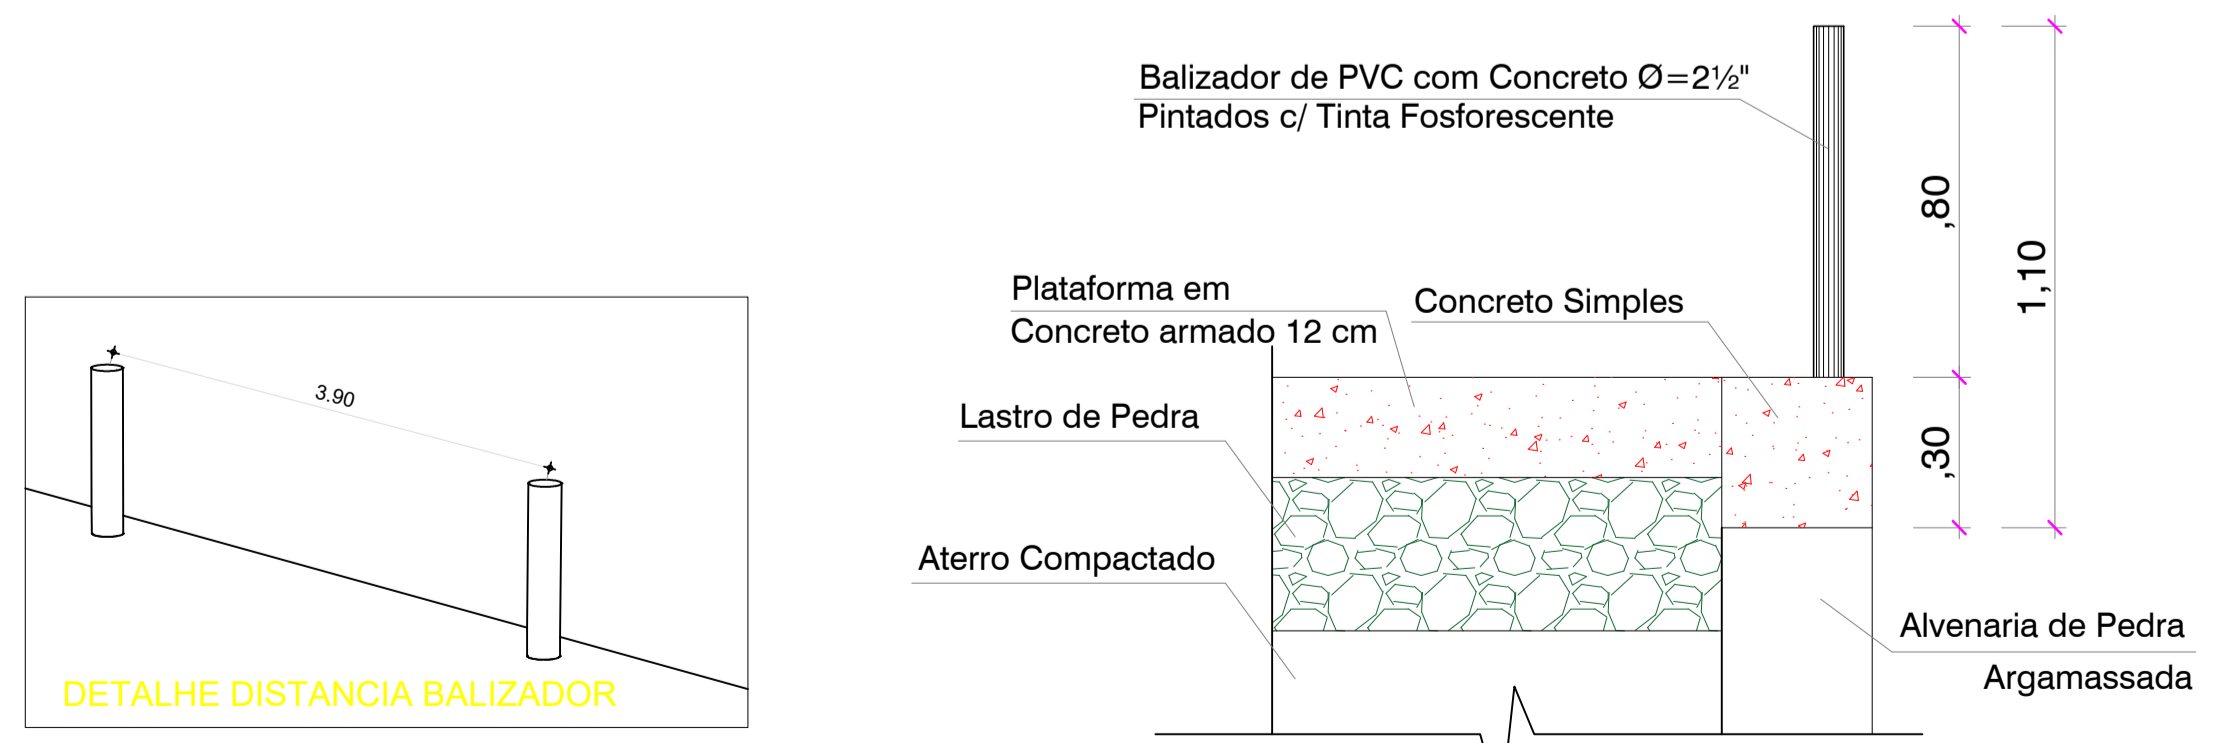 Balizador de PVC com Concreto Ø=2½"
Pintados c/ Tinta Fosforescente
,80
1,10
Plataforma em
Concreto armado 12 cm
Concreto Simples
3.90
Lastro de Pedra
,30
Aterro Compactado
Alvenaria de Pedra
Argamassada
DETALHE DISTANCIA BALIZADOR